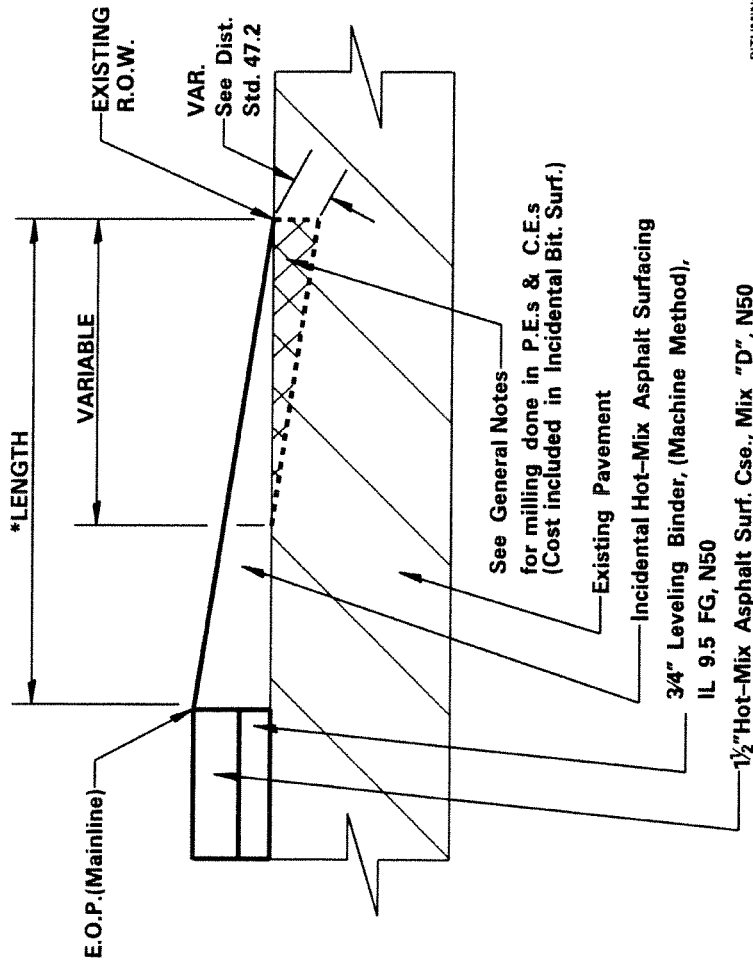 *LENGTH
VARIABLE
E.O.P.(Mainline)
EXISTING
R.O.W.
VAR.
See Dist.
Std. 47.2
See General Notes
for milling done in P.E.s & C.E.s
(Cost included in Incidental Bit. Surf.)
Existing Pavement
Incidental Hot-Mix Asphalt Surfacing
3/4" Leveling Binder, (Machine Method),
IL 9.5 FG, N50
1½"Hot-Mix Asphalt Surf. Cse., Mix "D", N50